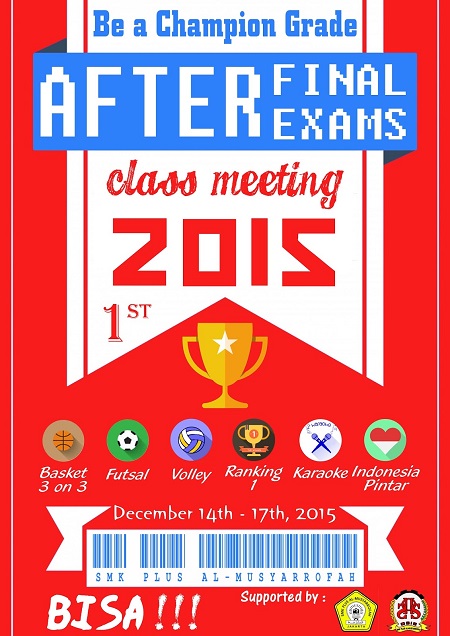 Be a Champion Grade
AFTER FINAL EXAMS
class meeting
2015
1ST
Basket 3 on 3
Futsal
Volley
Ranking 1
Karaoke
Indonesia Pintar
December 14th - 17th, 2015
SMK PLUS AL-MUSYARROFAH
BISA!!!
Supported by :